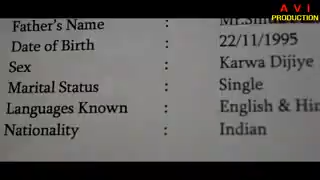 A V I
PRODUCTION
Father's Name :
Date of Birth : 22/11/1995
Sex : Karwa Dijiye
Marital Status : Single
Languages Known : English &
Nationality : Indian